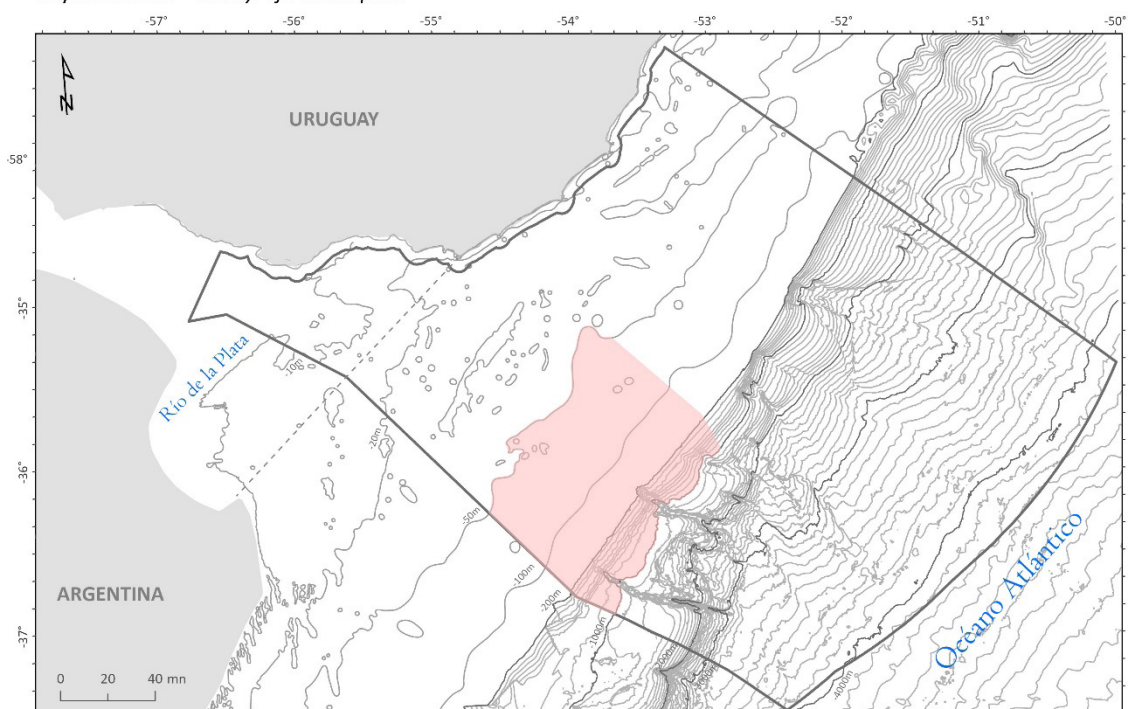 -57°
-56°
-55°
-54°
-53°
-52°
-51°
-50°
N
URUGUAY
-58°
-35°
Río de la Plata
-10m
-20m
-36°
-50m
-100m
-200m
ARGENTINA
-1000m
-4000m
Océano Atlántico
-37°
0 20 40 mn